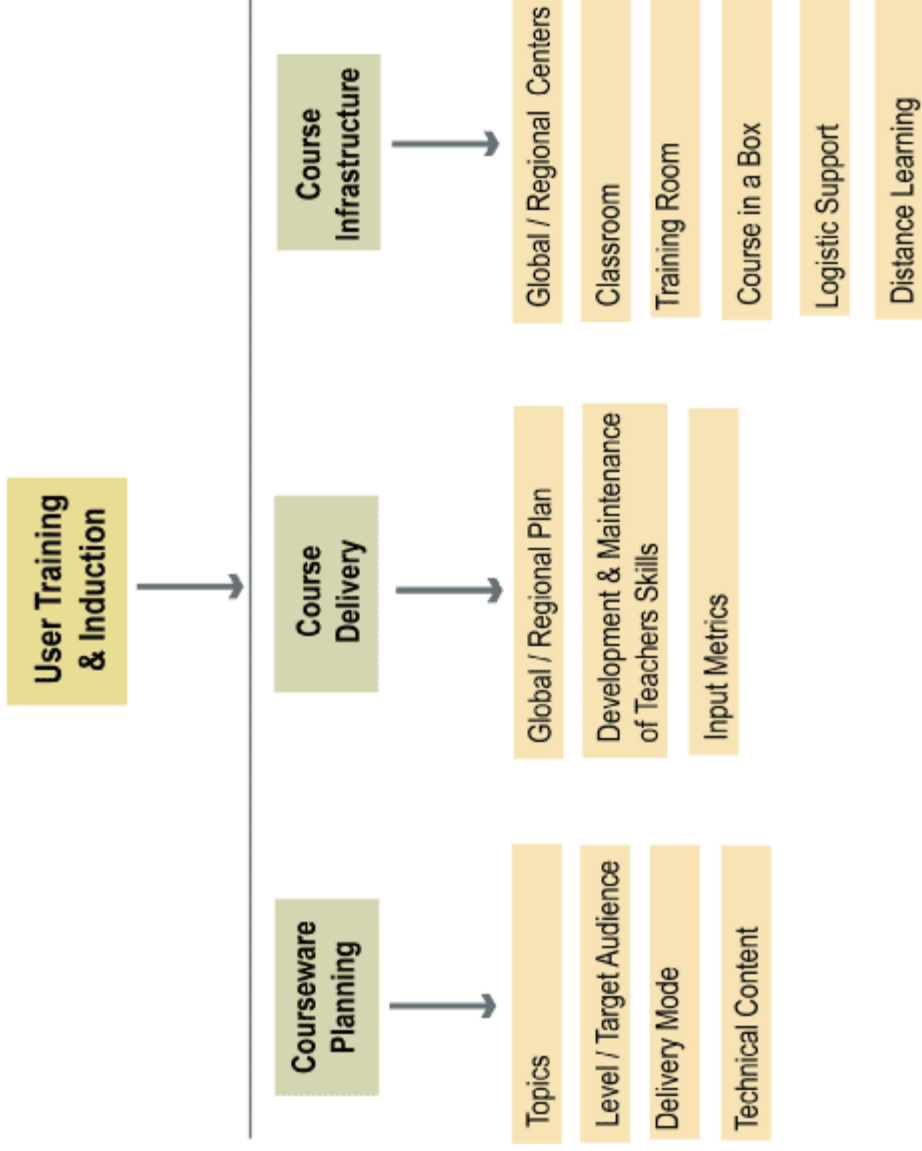 User Training
& Induction
Courseware
Planning
Topics
Level / Target Audience
Delivery Mode
Technical Content
Course
Delivery
Global / Regional Plan
Development & Maintenance
of Teachers Skills
Input Metrics
Course
Infrastructure
Global / Regional Centers
Classroom
Training Room
Course in a Box
Logistic Support
Distance Learning